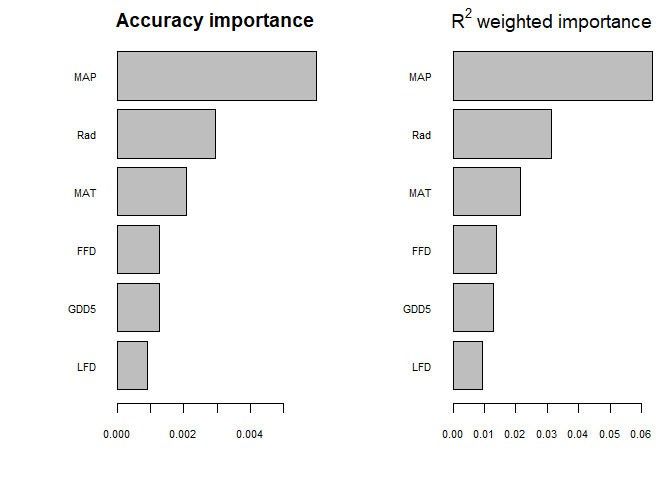 Accuracy importance
MAP
Rad
MAT
FFD
GDD5
LFD
0.000 0.002 0.004
R² weighted importance
MAP
Rad
MAT
FFD
GDD5
LFD
0.00 0.01 0.02 0.03 0.04 0.05 0.06